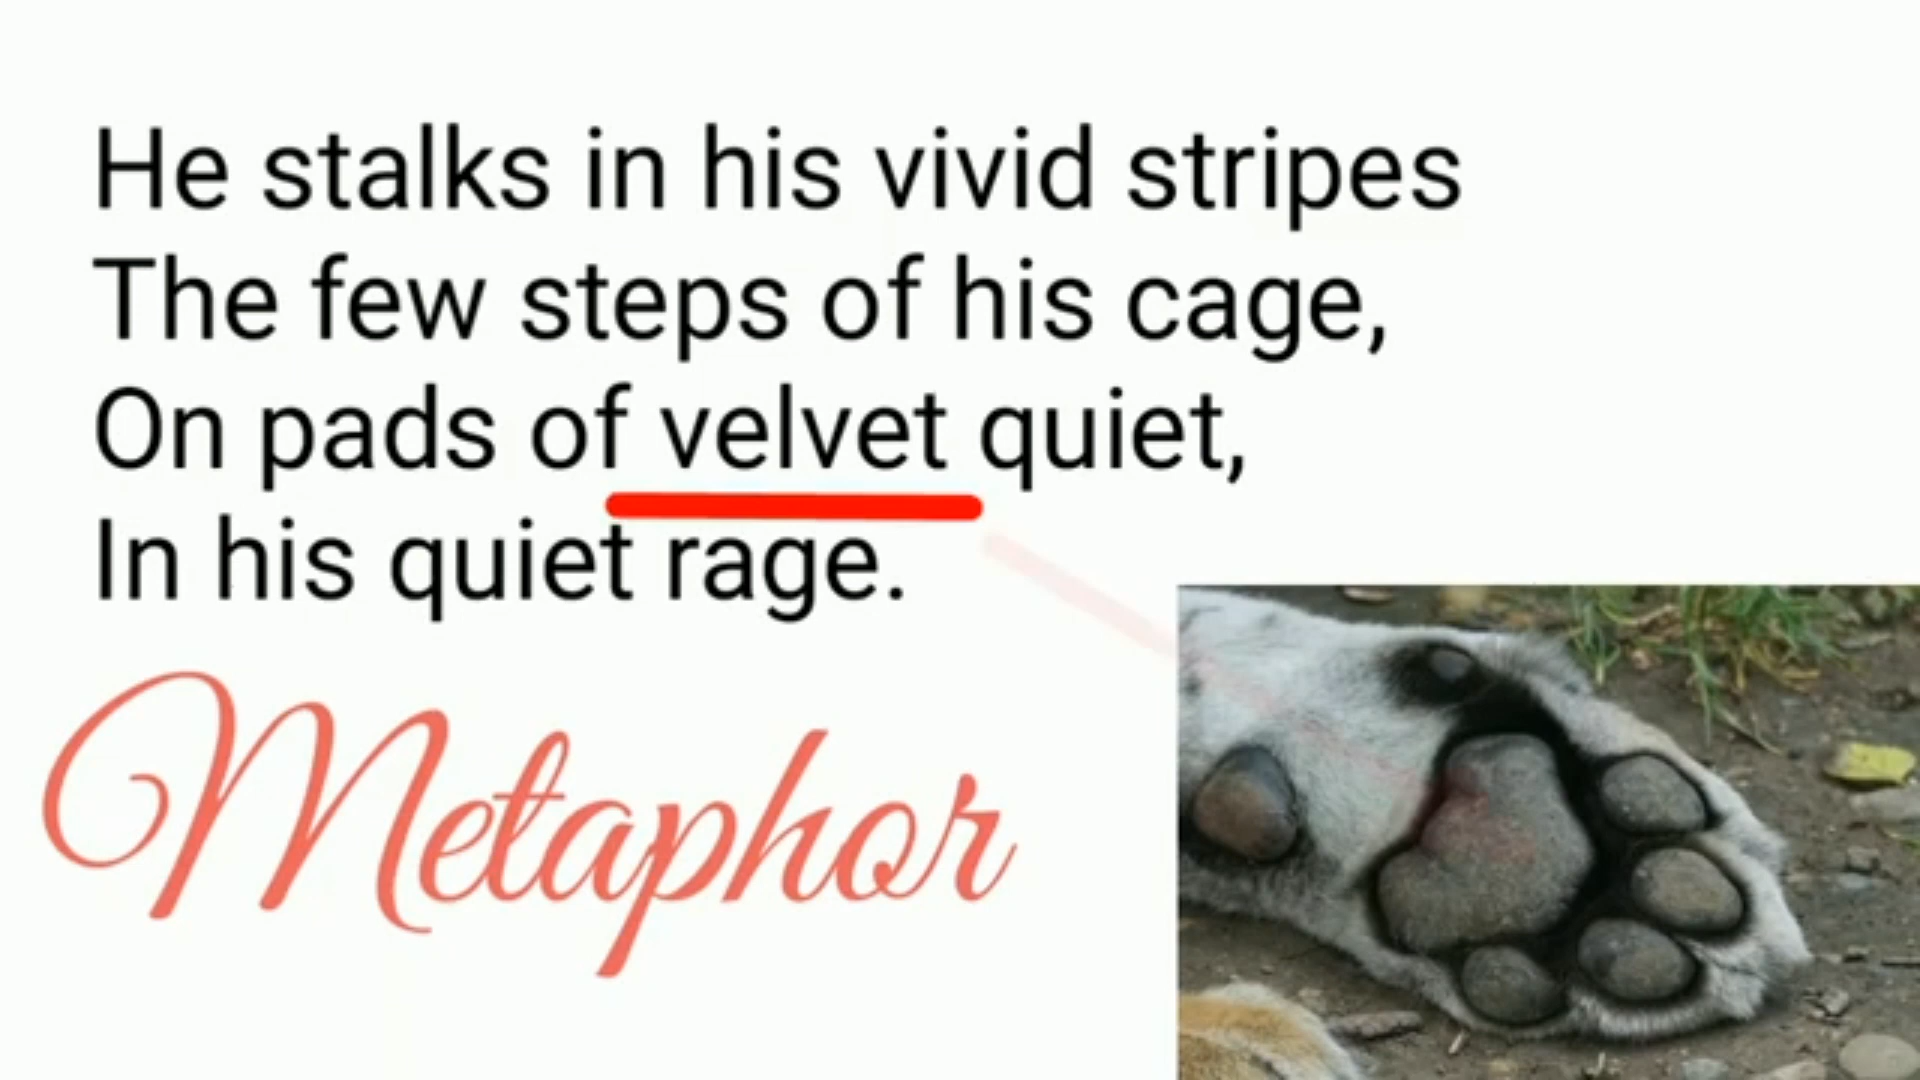 He stalks in his vivid stripes
The few steps of his cage,
On pads of velvet quiet,
In his quiet rage.
Metaphor